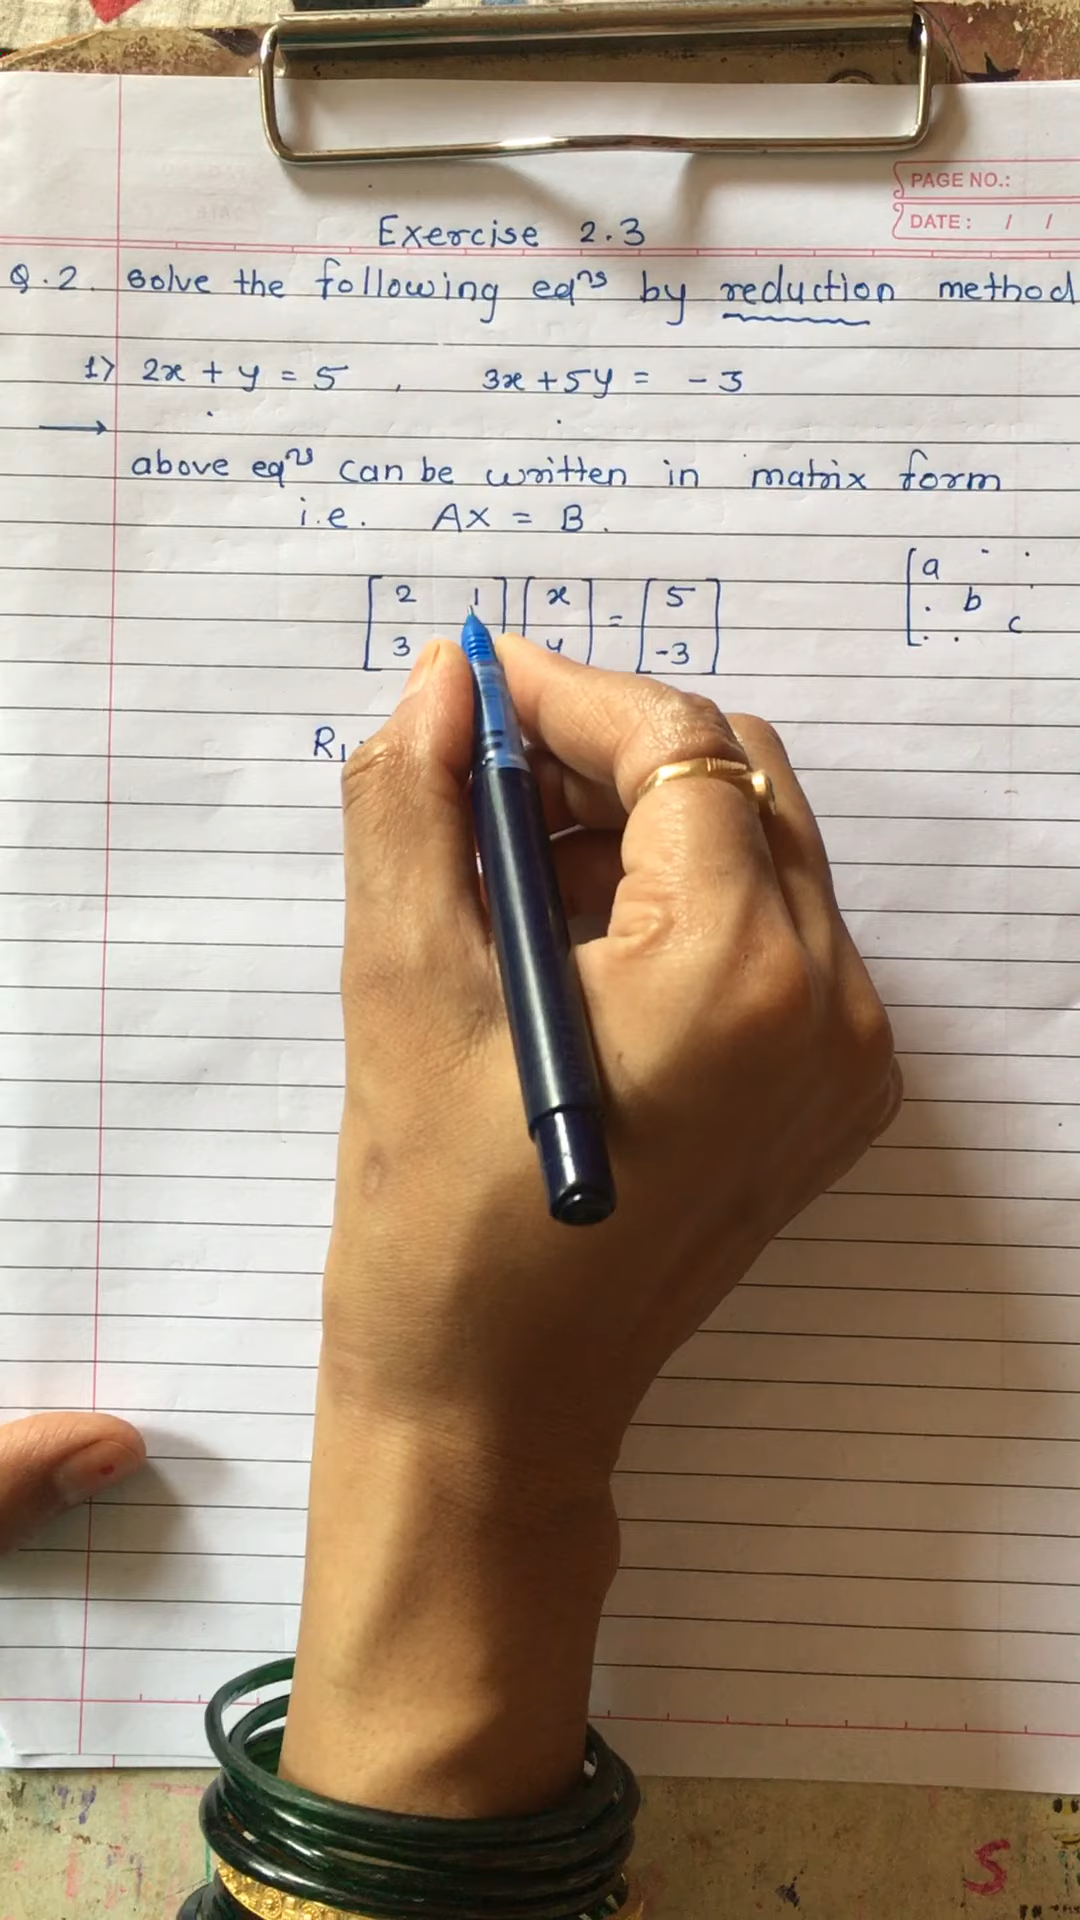 PAGE NO.:
DATE: / /
Exercise 2.3
Q.2. solve the following eqns by reduction method
1) 2x + y = 5 , 3x + 5y = -3
→
above eqns can be written in matrix form
i.e. AX = B.
[2 1] [x] = [5]
[3 [y] [-3]
[a . .
. b
. . c
R1
S